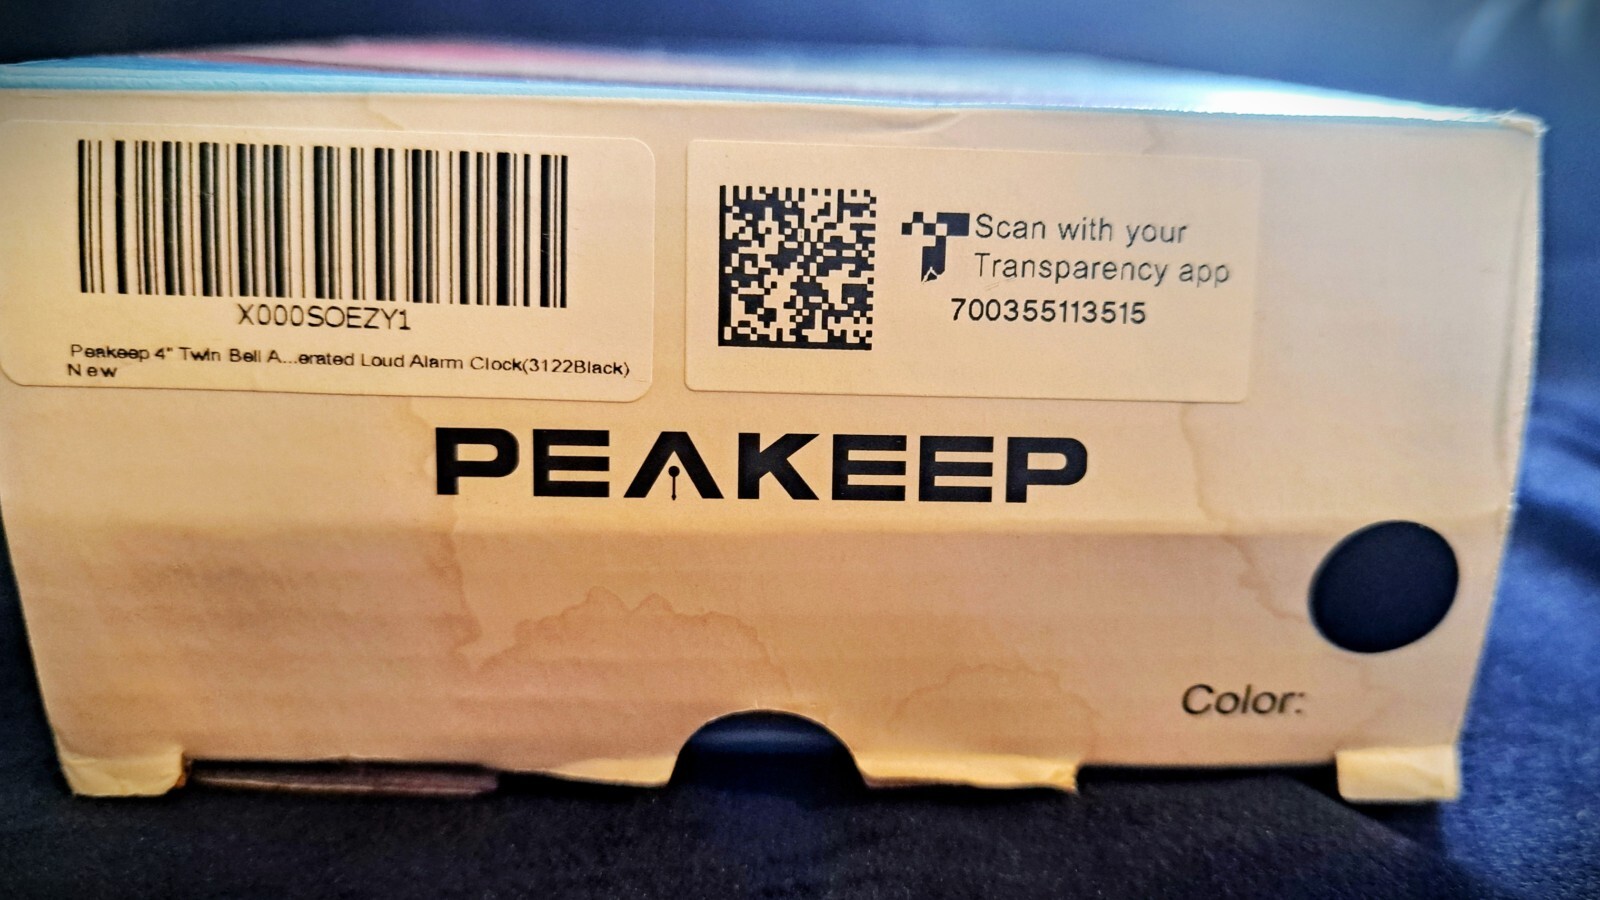 X000SOEZY1
Peakeep 4" Twin Bell A...erated Loud Alarm Clock(3122Black)
New
Scan with your
Transparency app
700355113515
PEAKEEP
Color: